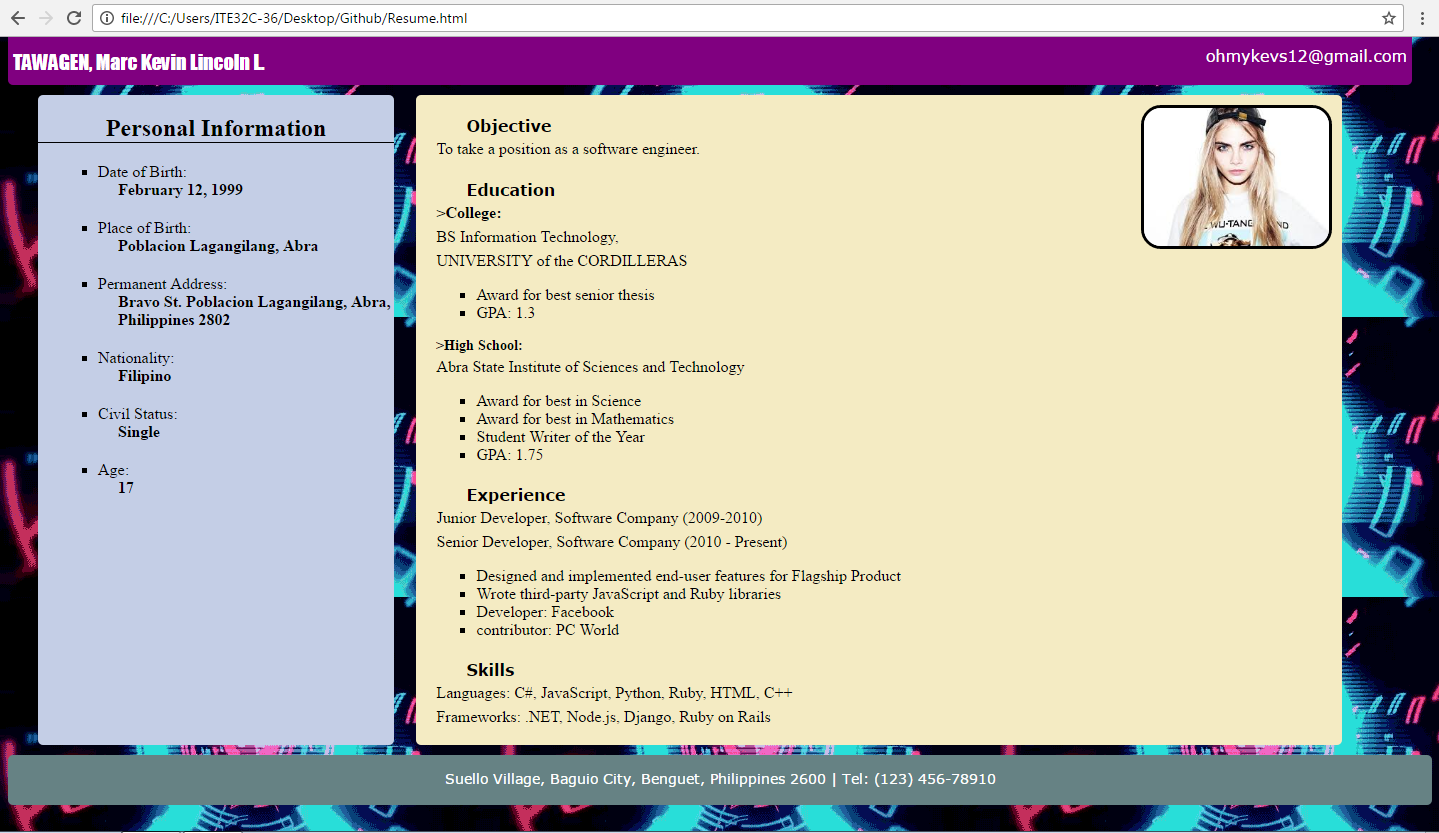 file:///C:/Users/ITE32C-36/Desktop/Github/Resume.html
TAWAGEN, Marc Kevin Lincoln L.
ohmykevs12@gmail.com
Personal Information
Date of Birth:
February 12, 1999
Place of Birth:
Poblacion Lagangilang, Abra
Permanent Address:
Bravo St. Poblacion Lagangilang, Abra,
Philippines 2802
Nationality:
Filipino
Civil Status:
Single
Age:
17
Objective
To take a position as a software engineer.
Education
>College:
BS Information Technology,
UNIVERSITY of the CORDILLERAS
Award for best senior thesis
GPA: 1.3
>High School:
Abra State Institute of Sciences and Technology
Award for best in Science
Award for best in Mathematics
Student Writer of the Year
GPA: 1.75
Experience
Junior Developer, Software Company (2009-2010)
Senior Developer, Software Company (2010 - Present)
Designed and implemented end-user features for Flagship Product
Wrote third-party JavaScript and Ruby libraries
Developer: Facebook
contributor: PC World
Skills
Languages: C#, JavaScript, Python, Ruby, HTML, C++
Frameworks: .NET, Node.js, Django, Ruby on Rails
WU-TANG
Suello Village, Baguio City, Benguet, Philippines 2600 | Tel: (123) 456-78910